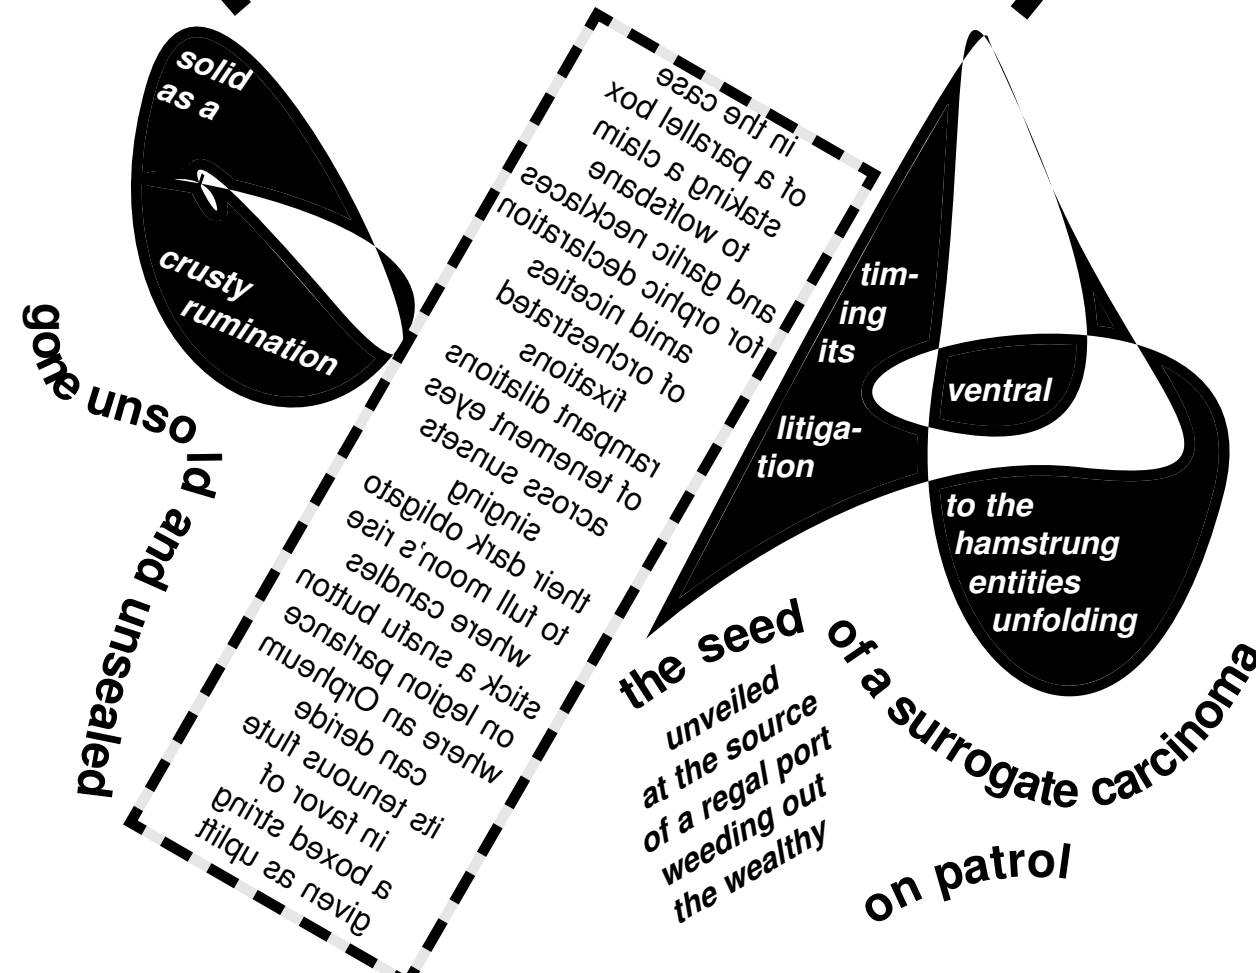 solid
as a
crusty
rumination
gone unso ld and unsealed
in the case
of a parallel box
staking a claim
to wolfsbane
and garlic necklaces
for orphic declaration
amid niceties
of orchestrated
fixations
rampant dilations
of tenement eyes
across sunsets
singing
their dark obligato
to full moon's rise
where candles
stick a snafu button
on legion parlance
where an Orpheum
can deride
its tenuous flute
in favor of
a boxed string
given as uplift
tim-
ing
its
litiga-
tion
ventral
to the
hamstrung
entities
unfolding
the seed
of a surrogate carcinoma
unveiled
at the source
of a regal port
weeding out
the wealthy
on patrol